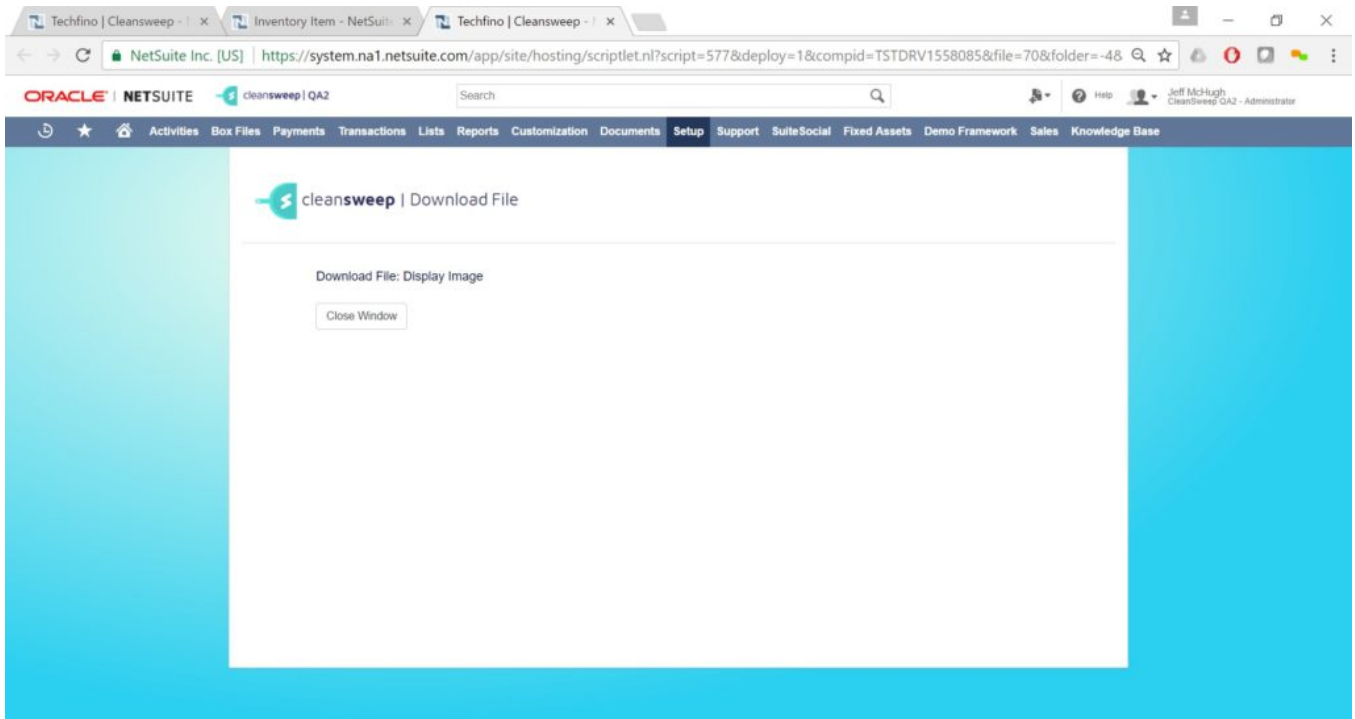 Techfino | Cleansweep - Inventory Item - NetSuite Techfino | Cleansweep -
NetSuite Inc. [US] https://system.na1.netsuite.com/app/site/hosting/scriptlet.nl?script=577&deploy=1&compid=TSTDRV1558085&file=70&folder=-48
ORACLE | NETSUITE cleansweep | QA2 Search Help Jeff McHugh
CleanSweep QA2 - Administrator
Activities Box Files Payments Transactions Lists Reports Customization Documents Setup Support SuiteSocial Fixed Assets Demo Framework Sales Knowledge Base
cleansweep | Download File
Download File: Display Image
Close Window